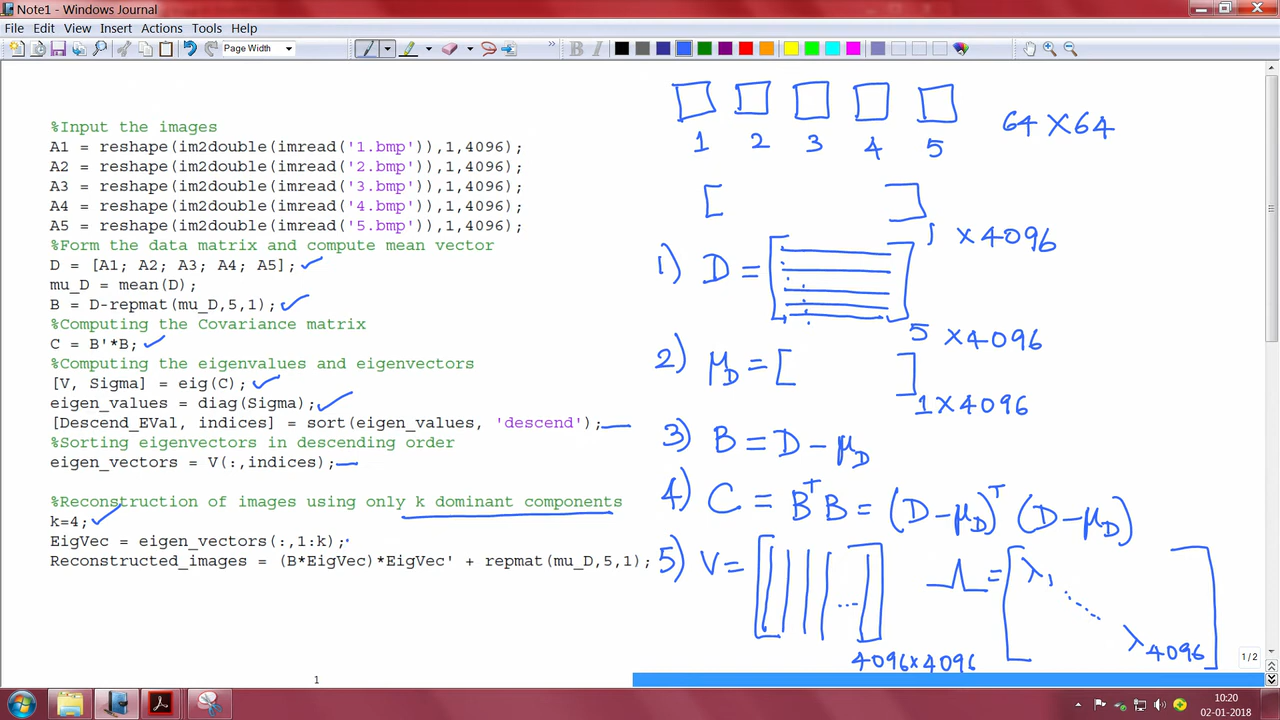 Note1 - Windows Journal
File Edit View Insert Actions Tools Help
Page Width
%Input the images
A1 = reshape(im2double(imread('1.bmp')),1,4096);
A2 = reshape(im2double(imread('2.bmp')),1,4096);
A3 = reshape(im2double(imread('3.bmp')),1,4096);
A4 = reshape(im2double(imread('4.bmp')),1,4096);
A5 = reshape(im2double(imread('5.bmp')),1,4096);
%Form the data matrix and compute mean vector
D = [A1; A2; A3; A4; A5];
mu_D = mean(D);
B = D-repmat(mu_D,5,1);
%Computing the Covariance matrix
C = B'*B;
%Computing the eigenvalues and eigenvectors
[V, Sigma] = eig(C);
eigen_values = diag(Sigma);
[Descend_EVal, indices] = sort(eigen_values, 'descend');
%Sorting eigenvectors in descending order
eigen_vectors = V(:,indices);
%Reconstruction of images using only k dominant components
k=4;
EigVec = eigen_vectors(:,1:k);
Reconstructed_images = (B*EigVec)*EigVec' + repmat(mu_D,5,1);
1
1 2 3 4 5
64 X 64
[ ] 1 X 4096
1) D = [ ] 5 X 4096
2) μ_D = [ ] 1 X 4096
3) B = D - μ_D
4) C = B^T B = (D - μ_D)^T (D - μ_D)
5) V = [ ... ] 4096x4096 Λ = [ λ1 ... λ4096 ]
1/2
10:20
02-01-2018